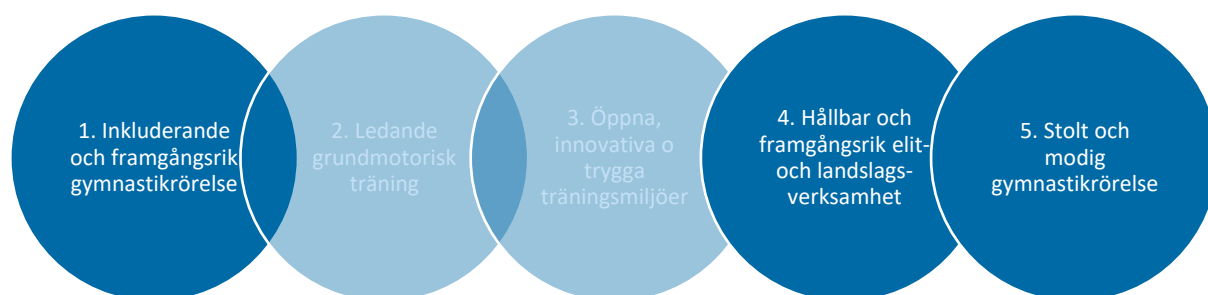 1. Inkluderande
och framgångsrik
gymnastikrörelse
2. Ledande
grundmotorisk
träning
3. Öppna,
innovativa o
trygga
träningsmiljöer
4. Hållbar och
framgångsrik elit-
och landslags-
verksamhet
5. Stolt och
modig
gymnastikrörelse